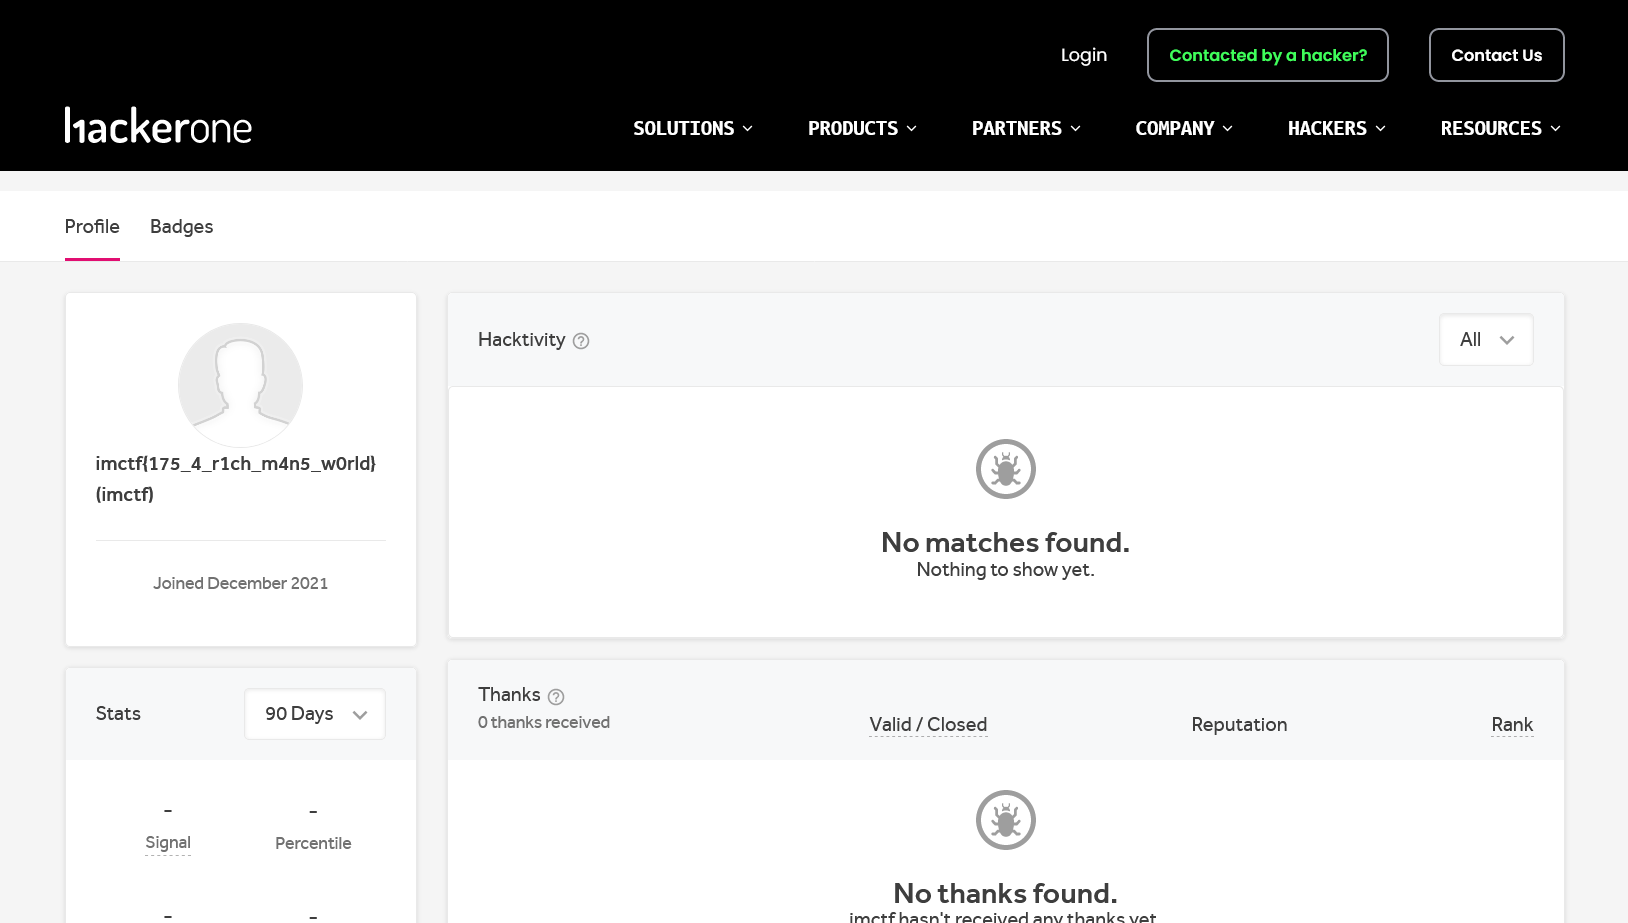 Login
Contacted by a hacker?
Contact Us
hackerone
SOLUTIONS
PRODUCTS
PARTNERS
COMPANY
HACKERS
RESOURCES
Profile
Badges
imctf{175_4_r1ch_m4n5_w0rld}
(imctf)
Joined December 2021
Hacktivity
All
No matches found.
Nothing to show yet.
Stats
90 Days
-
-
Signal
Percentile
-
-
Thanks
0 thanks received
Valid / Closed
Reputation
Rank
No thanks found.
imctf hasn't received any thanks yet